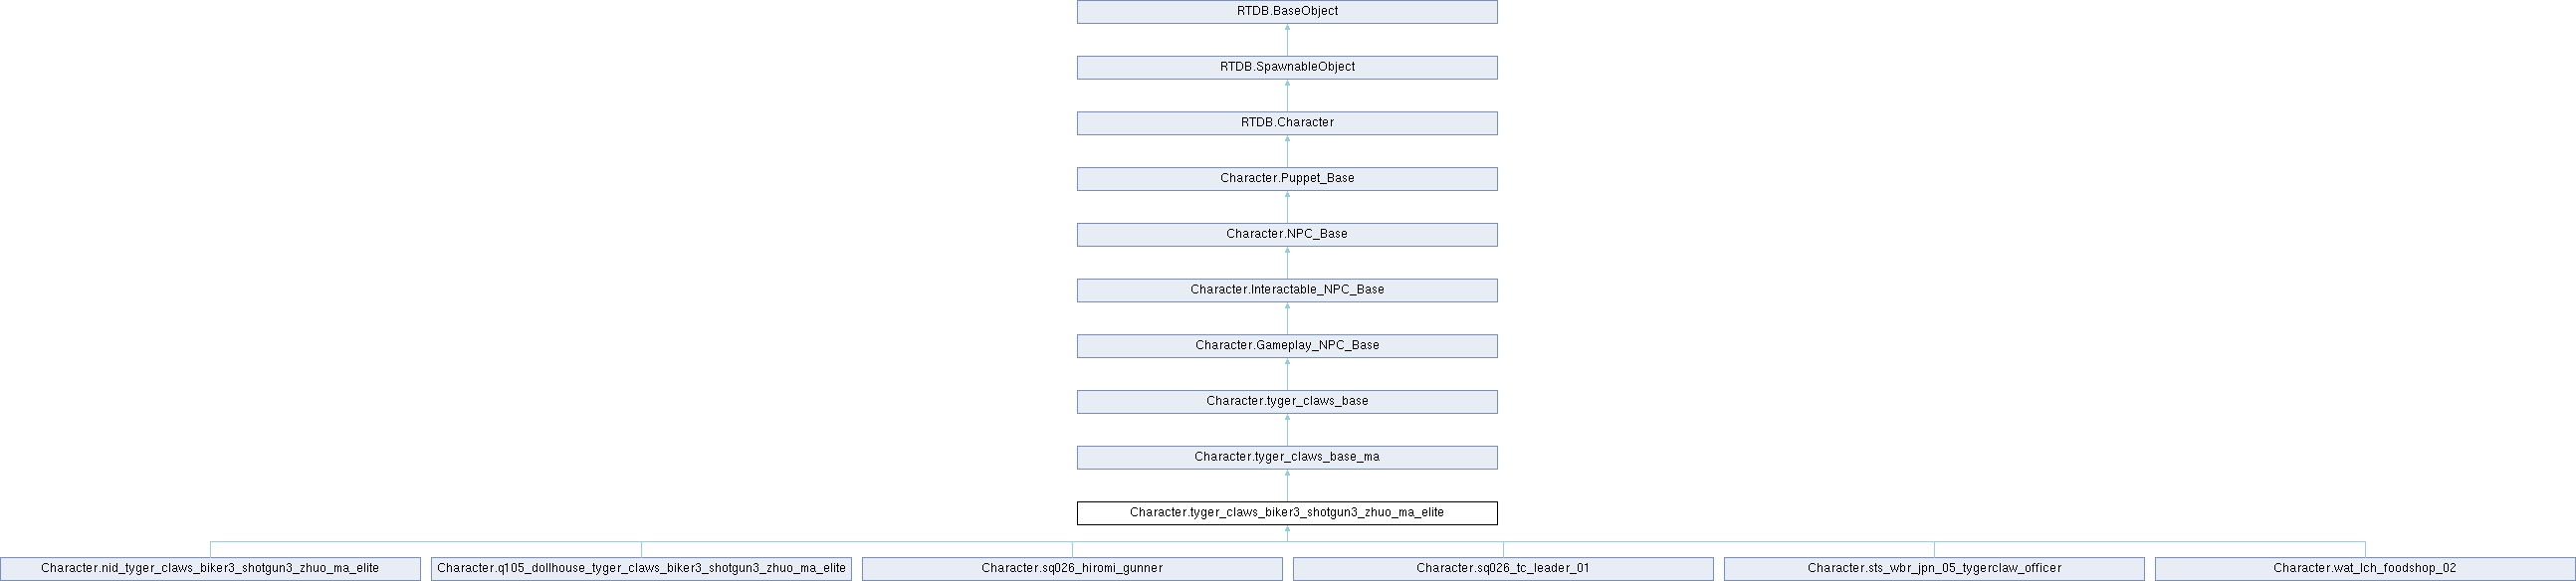 RTDB.BaseObject
RTDB.SpawnableObject
RTDB.Character
Character.Puppet_Base
Character.NPC_Base
Character.Interactable_NPC_Base
Character.Gameplay_NPC_Base
Character.tyger_claws_base
Character.tyger_claws_base_ma
Character.tyger_claws_biker3_shotgun3_zhuo_ma_elite
Character.nid_tyger_claws_biker3_shotgun3_zhuo_ma_elite
Character.q105_dollhouse_tyger_claws_biker3_shotgun3_zhuo_ma_elite
Character.sq026_hiromi_gunner
Character.sq026_tc_leader_01
Character.sts_wbr_jpn_05_tygerclaw_officer
Character.wat_lch_foodshop_02